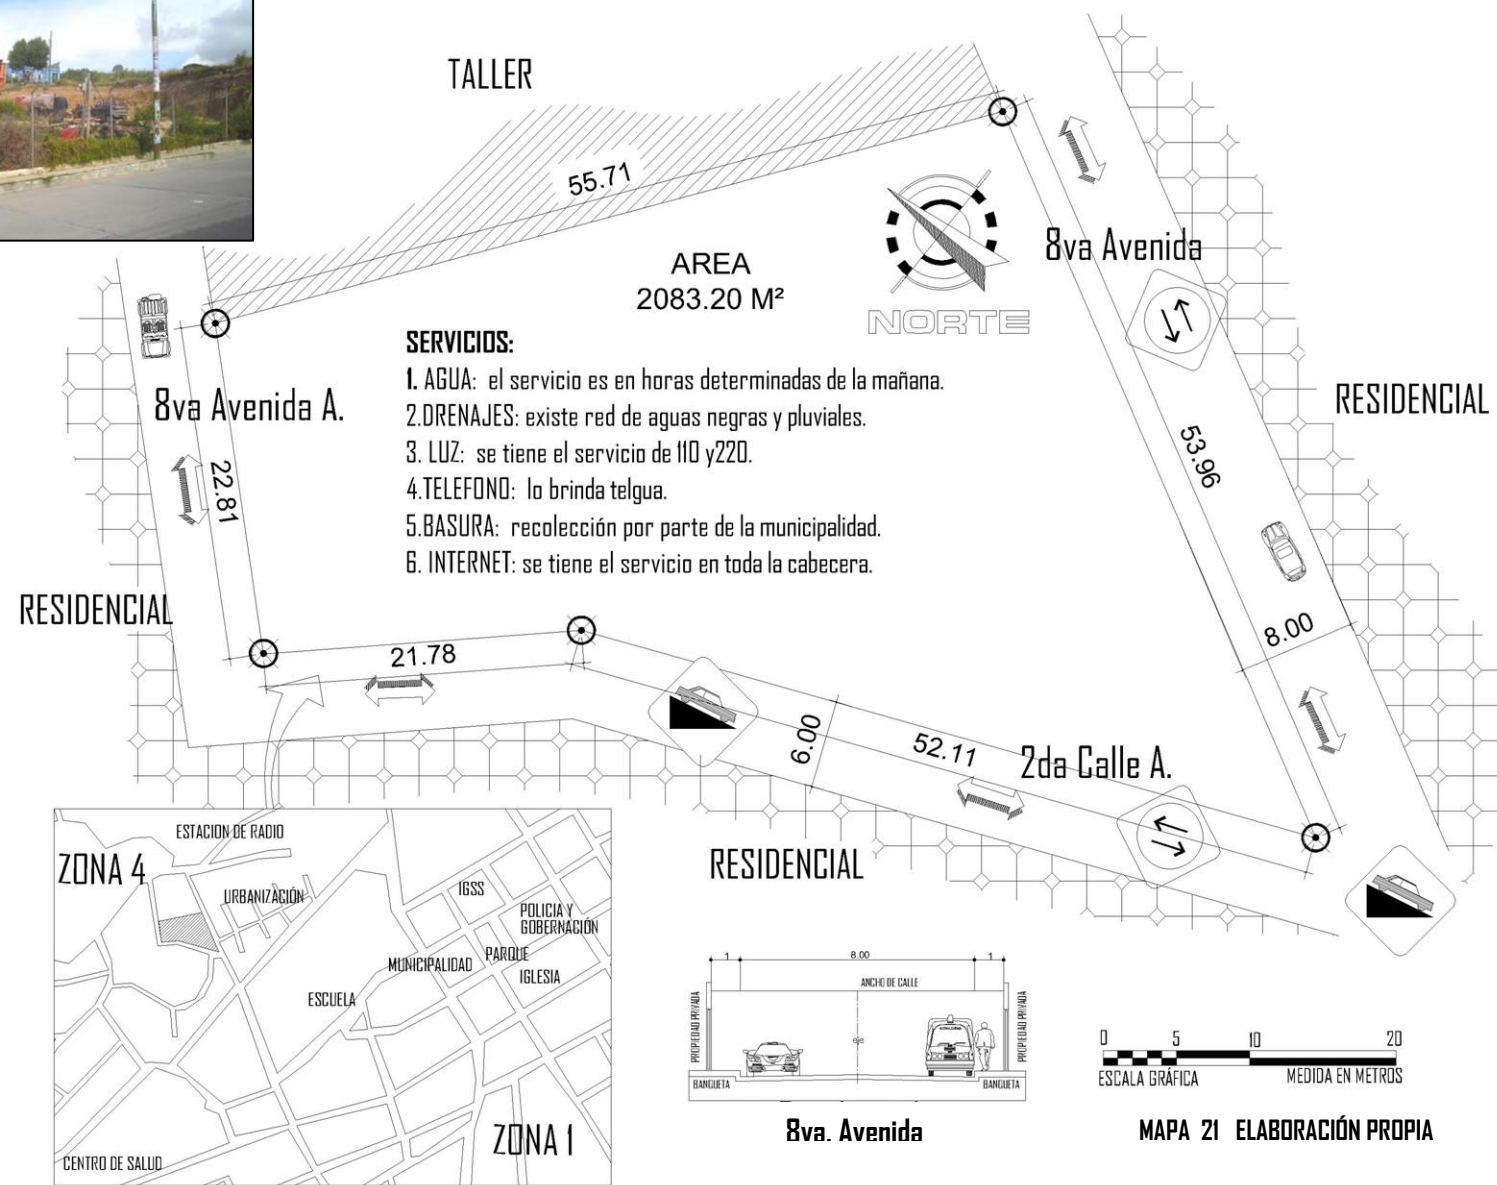 TALLER
55.71
AREA
2083.20 M²
NORTE
8va Avenida
SERVICIOS:
1. AGUA: el servicio es en horas determinadas de la mañana.
2.DRENAJES: existe red de aguas negras y pluviales.
3. LUZ: se tiene el servicio de 110 y220.
4.TELEFONO: lo brinda telgua.
5.BASURA: recolección por parte de la municipalidad.
6. INTERNET: se tiene el servicio en toda la cabecera.
8va Avenida A.
22.81
RESIDENCIAL
53.96
RESIDENCIAL
8.00
21.78
6.00
52.11
2da Calle A.
RESIDENCIAL
ESTACION DE RADIO
ZONA 4
URBANIZACIÓN
IGSS
POLICIA Y
GOBERNACIÓN
MUNICIPALIDAD
PARQUE
IGLESIA
ESCUELA
ZONA 1
CENTRO DE SALUD
1
8.00
1
ANCHO DE CALLE
PROPIEDAD PRIVADA
PROPIEDAD PRIVADA
eje
BANQUETA
BANQUETA
8va. Avenida
0 5 10 20
ESCALA GRÁFICA
MEDIDA EN METROS
MAPA 21 ELABORACIÓN PROPIA